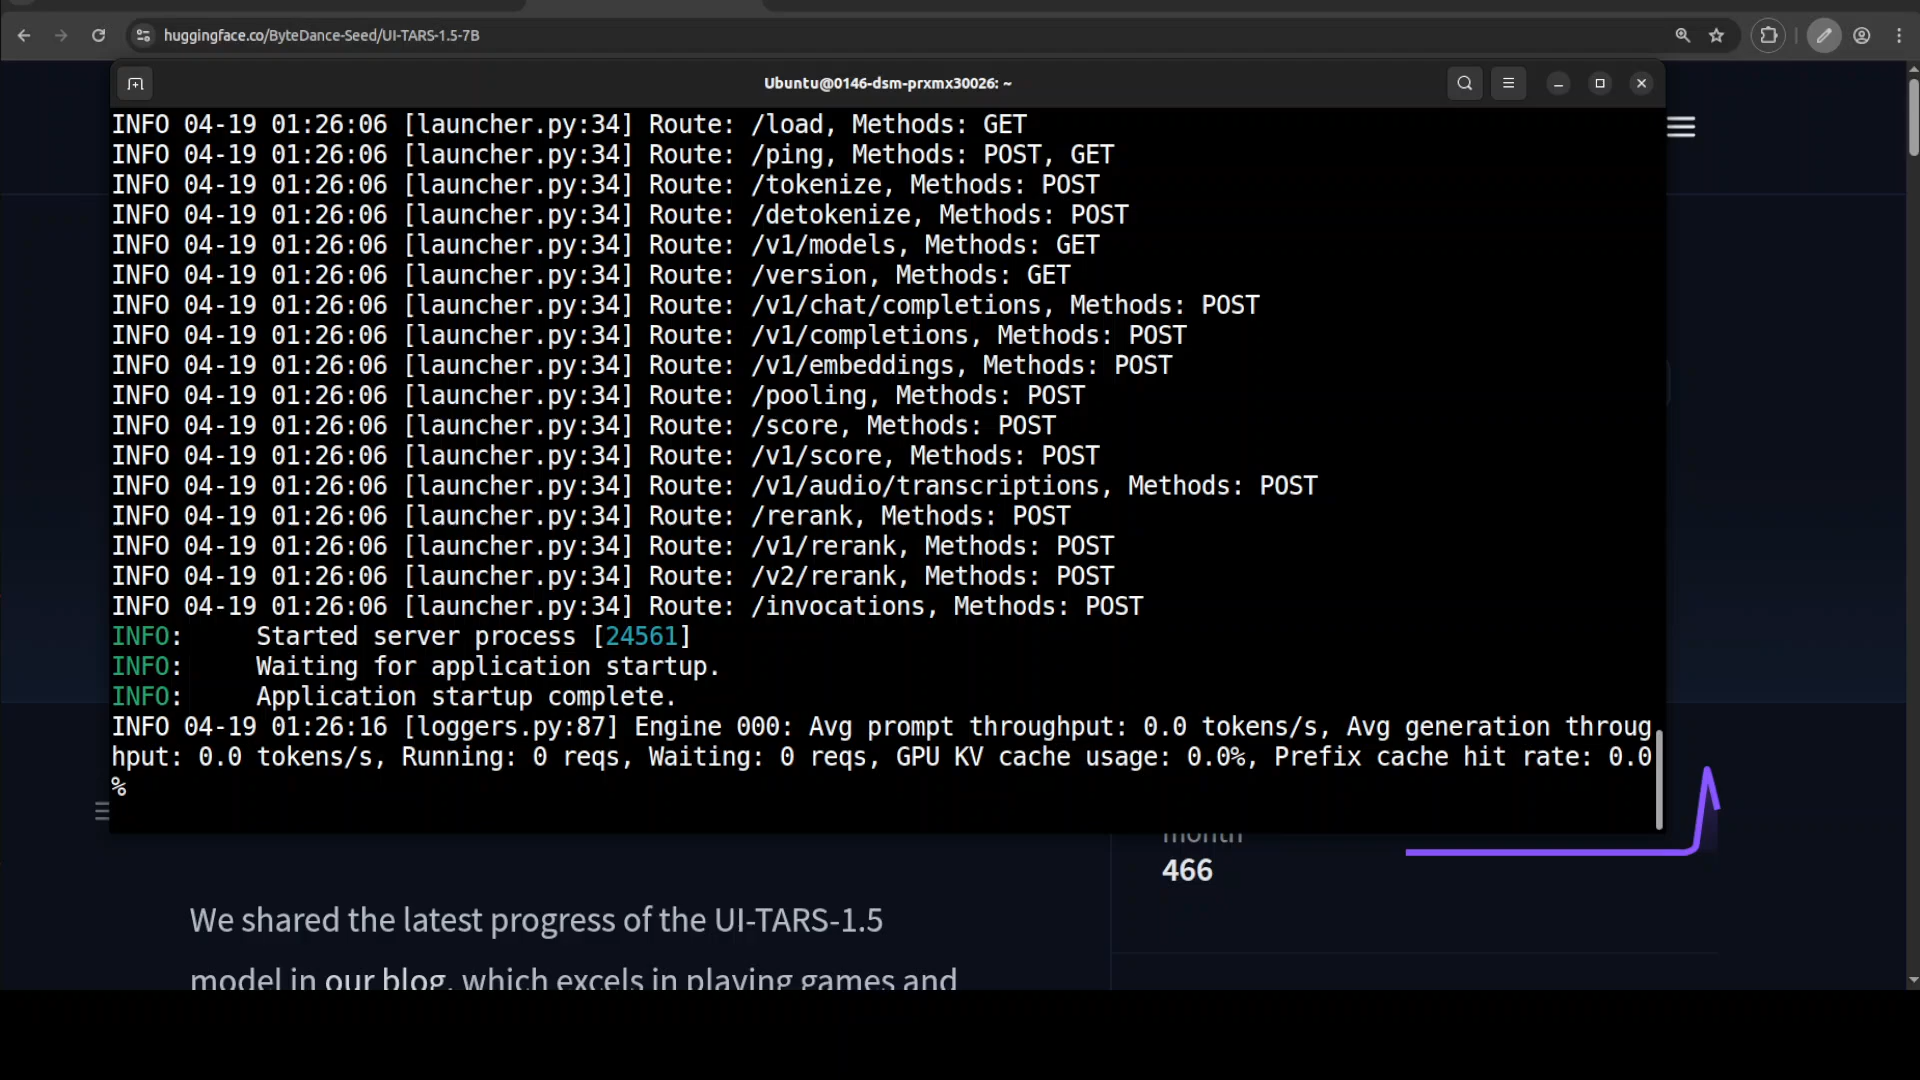 huggingface.co/ByteDance-Seed/UI-TARS-1.5-7B
Ubuntu@0146-dsm-prxmx30026: ~
INFO 04-19 01:26:06 [launcher.py:34] Route: /load, Methods: GET
INFO 04-19 01:26:06 [launcher.py:34] Route: /ping, Methods: POST, GET
INFO 04-19 01:26:06 [launcher.py:34] Route: /tokenize, Methods: POST
INFO 04-19 01:26:06 [launcher.py:34] Route: /detokenize, Methods: POST
INFO 04-19 01:26:06 [launcher.py:34] Route: /v1/models, Methods: GET
INFO 04-19 01:26:06 [launcher.py:34] Route: /version, Methods: GET
INFO 04-19 01:26:06 [launcher.py:34] Route: /v1/chat/completions, Methods: POST
INFO 04-19 01:26:06 [launcher.py:34] Route: /v1/completions, Methods: POST
INFO 04-19 01:26:06 [launcher.py:34] Route: /v1/embeddings, Methods: POST
INFO 04-19 01:26:06 [launcher.py:34] Route: /pooling, Methods: POST
INFO 04-19 01:26:06 [launcher.py:34] Route: /score, Methods: POST
INFO 04-19 01:26:06 [launcher.py:34] Route: /v1/score, Methods: POST
INFO 04-19 01:26:06 [launcher.py:34] Route: /v1/audio/transcriptions, Methods: POST
INFO 04-19 01:26:06 [launcher.py:34] Route: /rerank, Methods: POST
INFO 04-19 01:26:06 [launcher.py:34] Route: /v1/rerank, Methods: POST
INFO 04-19 01:26:06 [launcher.py:34] Route: /v2/rerank, Methods: POST
INFO 04-19 01:26:06 [launcher.py:34] Route: /invocations, Methods: POST
INFO:     Started server process [24561]
INFO:     Waiting for application startup.
INFO:     Application startup complete.
INFO 04-19 01:26:16 [loggers.py:87] Engine 000: Avg prompt throughput: 0.0 tokens/s, Avg generation throug
hput: 0.0 tokens/s, Running: 0 reqs, Waiting: 0 reqs, GPU KV cache usage: 0.0%, Prefix cache hit rate: 0.0
%
month
466
We shared the latest progress of the UI-TARS-1.5
model in our blog, which excels in playing games and